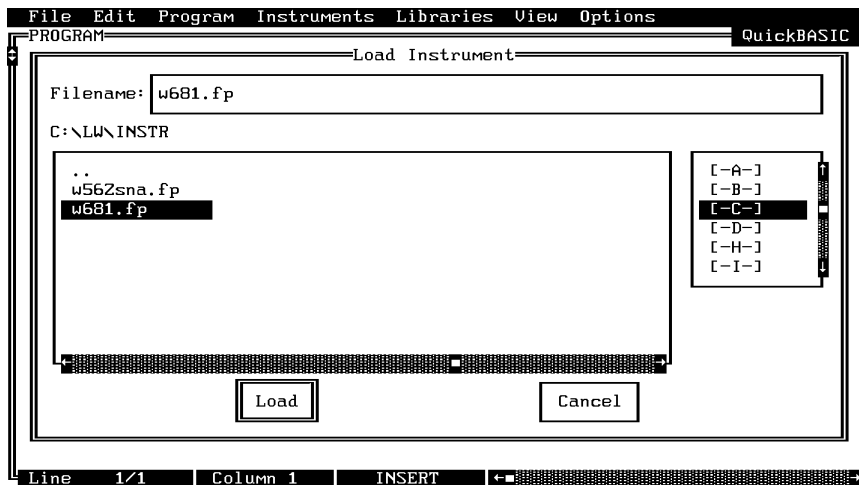 File Edit Program Instruments Libraries View Options
PROGRAM QuickBASIC
Load Instrument
Filename: w681.fp
C:\LW\INSTR
..
w562sna.fp
w681.fp
[-A-]
[-B-]
[-C-]
[-D-]
[-H-]
[-I-]
Load Cancel
Line 1/1 Column 1 INSERT